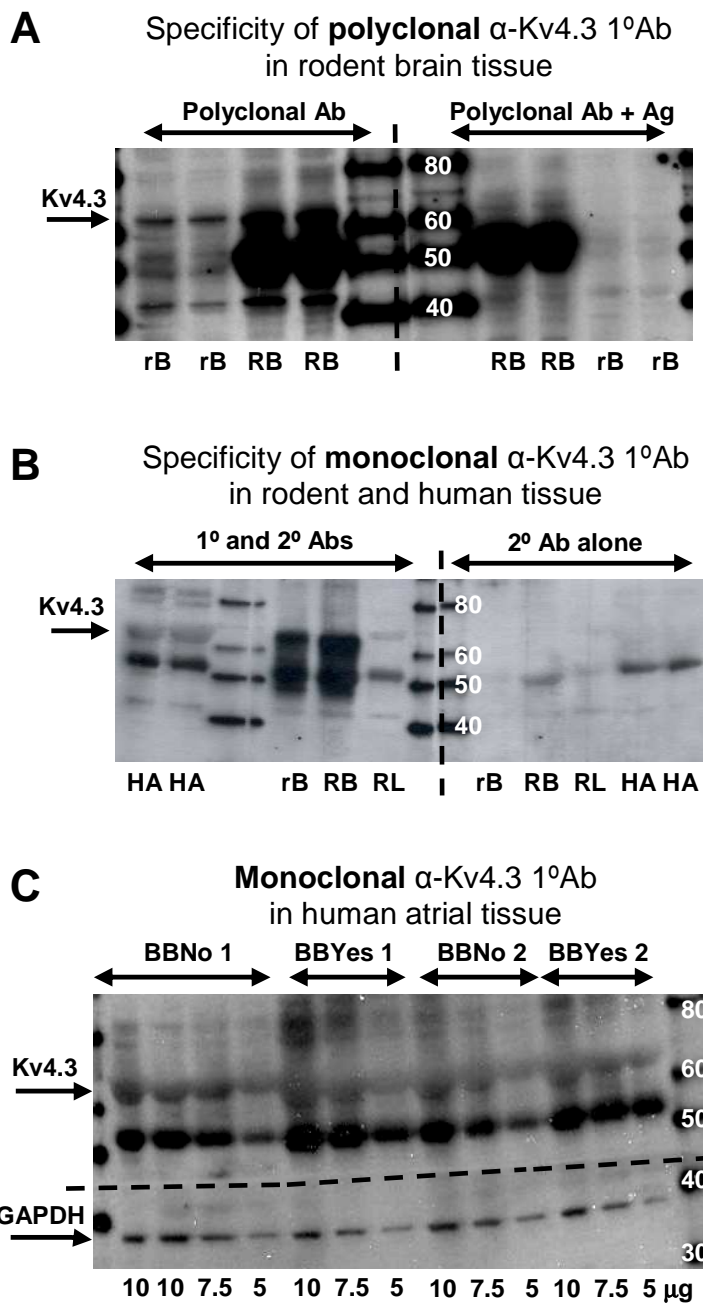 A
Specificity of polyclonal α-Kv4.3 1ºAb
in rodent brain tissue
Polyclonal Ab Polyclonal Ab + Ag
80
Kv4.3
60
50
40
rB rB RB RB RB RB rB rB
B
Specificity of monoclonal α-Kv4.3 1ºAb
in rodent and human tissue
1º and 2º Abs 2º Ab alone
Kv4.3
80
60
50
40
HA HA rB RB RL rB RB RL HA HA
C
Monoclonal α-Kv4.3 1ºAb
in human atrial tissue
BBNo 1 BBYes 1 BBNo 2 BBYes 2
80
Kv4.3
60
50
40
GAPDH
30
10 10 7.5 5 10 7.5 5 10 7.5 5 10 7.5 5 µg